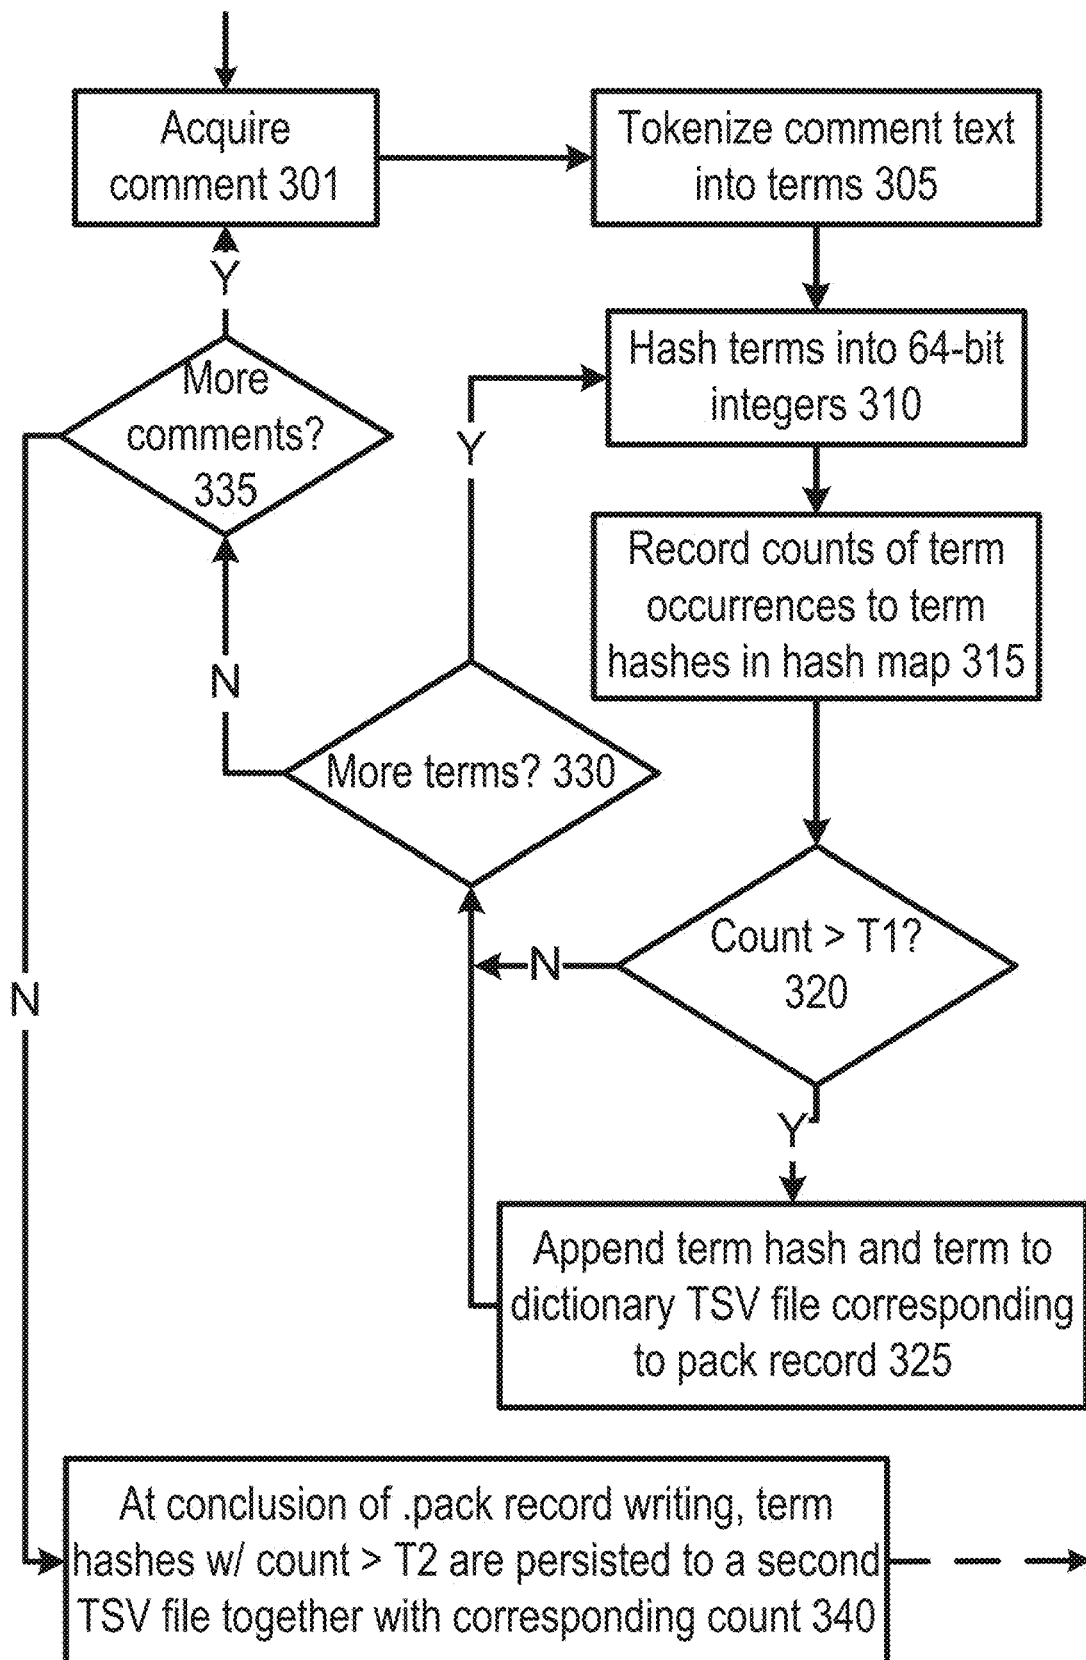 Acquire
comment 301
Tokenize comment text
into terms 305
Y
Hash terms into 64-bit
integers 310
More
comments?
335
Y
Record counts of term
occurrences to term
hashes in hash map 315
N
More terms? 330
Count > T1?
320
N
N
Y
Append term hash and term to
dictionary TSV file corresponding
to pack record 325
At conclusion of .pack record writing, term
hashes w/ count > T2 are persisted to a second
TSV file together with corresponding count 340